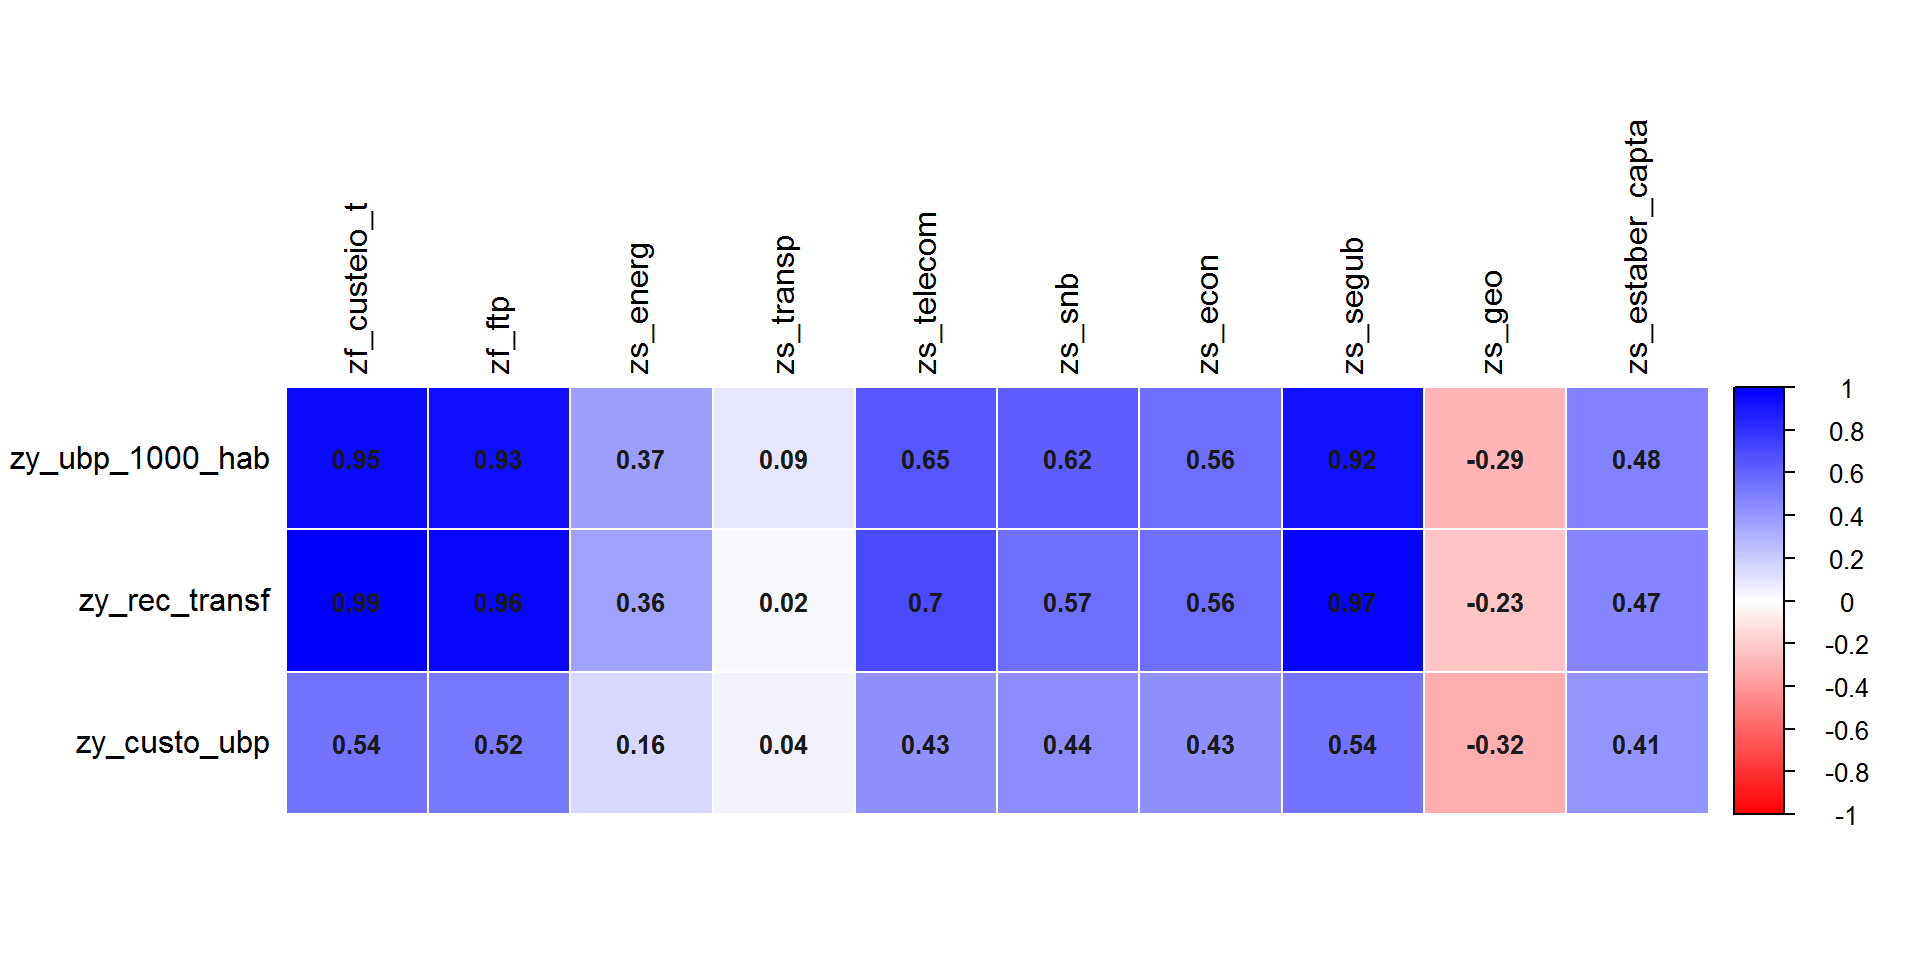 zf_custeio_t zf_ftp zs_energ zs_transp zs_telecom zs_snb zs_econ zs_segub zs_geo zs_estaber_capta
zy_ubp_1000_hab 0.95 0.93 0.37 0.09 0.65 0.62 0.56 0.92 -0.29 0.48
zy_rec_transf 0.99 0.96 0.36 0.02 0.7 0.57 0.56 0.97 -0.23 0.47
zy_custo_ubp 0.54 0.52 0.16 0.04 0.43 0.44 0.43 0.54 -0.32 0.41
1
0.8
0.6
0.4
0.2
0
-0.2
-0.4
-0.6
-0.8
-1